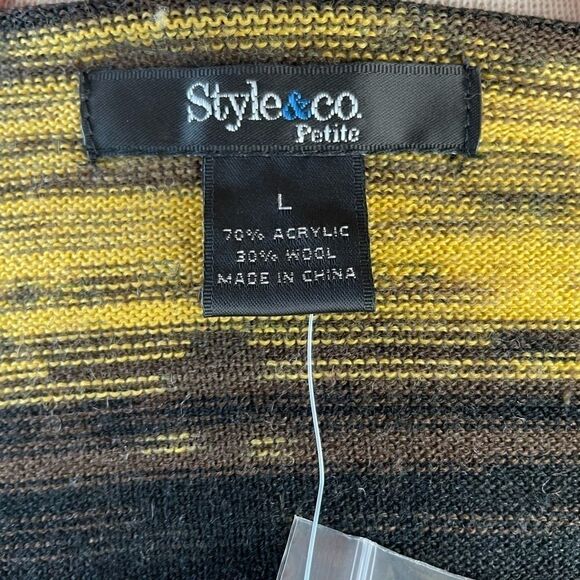 Style&co.
Petite
L
70% ACRYLIC
30% WOOL
MADE IN CHINA